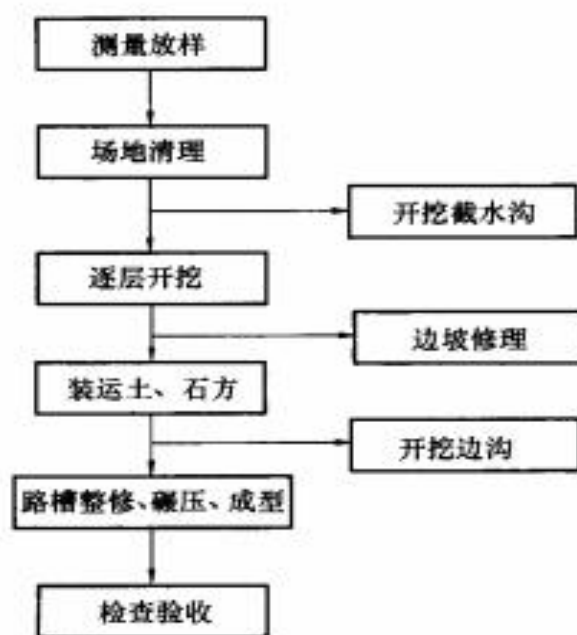 测量放样
场地清理
开挖截水沟
逐层开挖
边坡修理
装运土、石方
开挖边沟
路槽整修、碾压、成型
检查验收